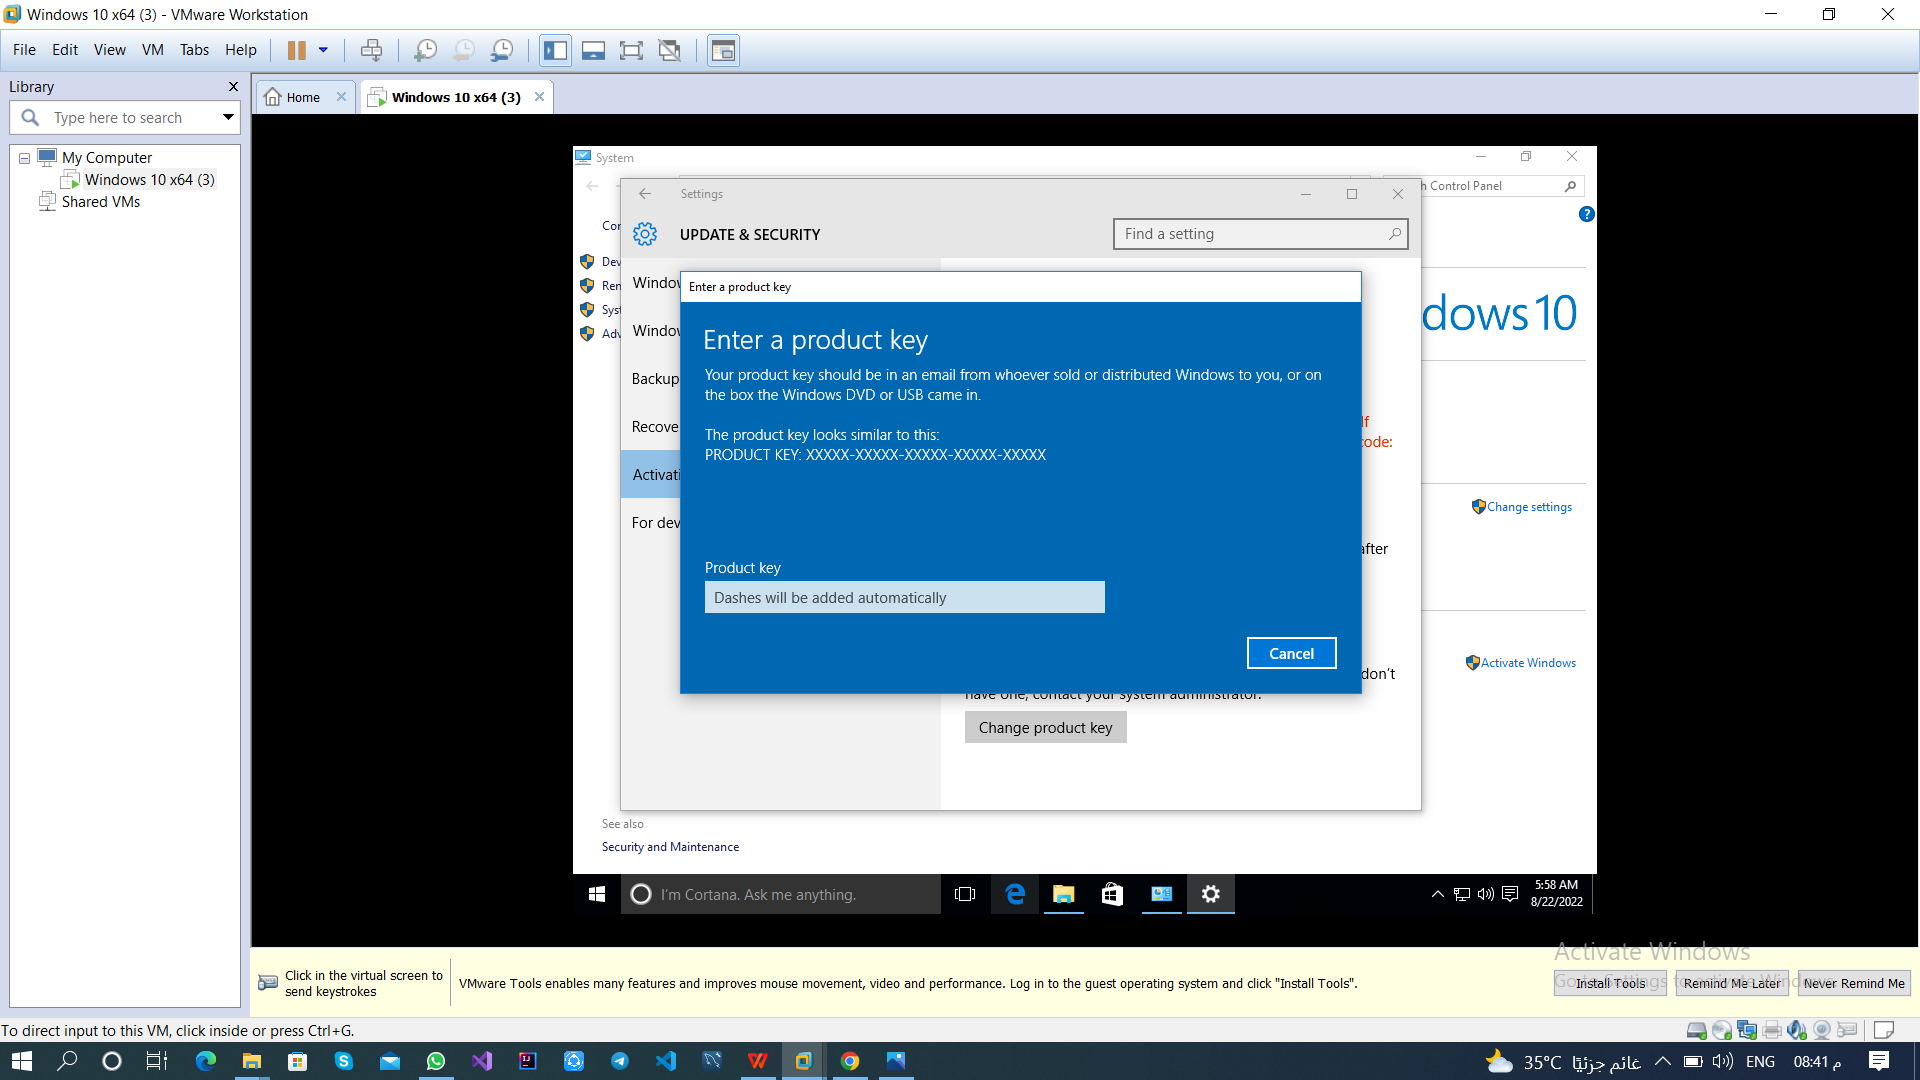 Windows 10 x64 (3) - VMware Workstation
File Edit View VM Tabs Help
Library
Type here to search
My Computer
Windows 10 x64 (3)
Shared VMs
Home
Windows 10 x64 (3)
System
Settings
h Control Panel
UPDATE & SECURITY
Find a setting
Con
Dev
Ren
Syst
Adv
Window
Window
Backup
Recove
Activati
For dev
dows 10
Enter a product key
Enter a product key
Your product key should be in an email from whoever sold or distributed Windows to you, or on
the box the Windows DVD or USB came in.
The product key looks similar to this:
PRODUCT KEY: XXXXX-XXXXX-XXXXX-XXXXX-XXXXX
Product key
Dashes will be added automatically
Cancel
If
code:
Change settings
after
Activate Windows
don't
have one, contact your system administrator.
Change product key
See also
Security and Maintenance
I'm Cortana. Ask me anything.
5:58 AM
8/22/2022
Activate Windows
Go to Settings to activate Windows.
Click in the virtual screen to
send keystrokes
VMware Tools enables many features and improves mouse movement, video and performance. Log in to the guest operating system and click "Install Tools".
Install Tools
Remind Me Later
Never Remind Me
To direct input to this VM, click inside or press Ctrl+G.
35°C غائم جزئيًا
ENG
08:41 م